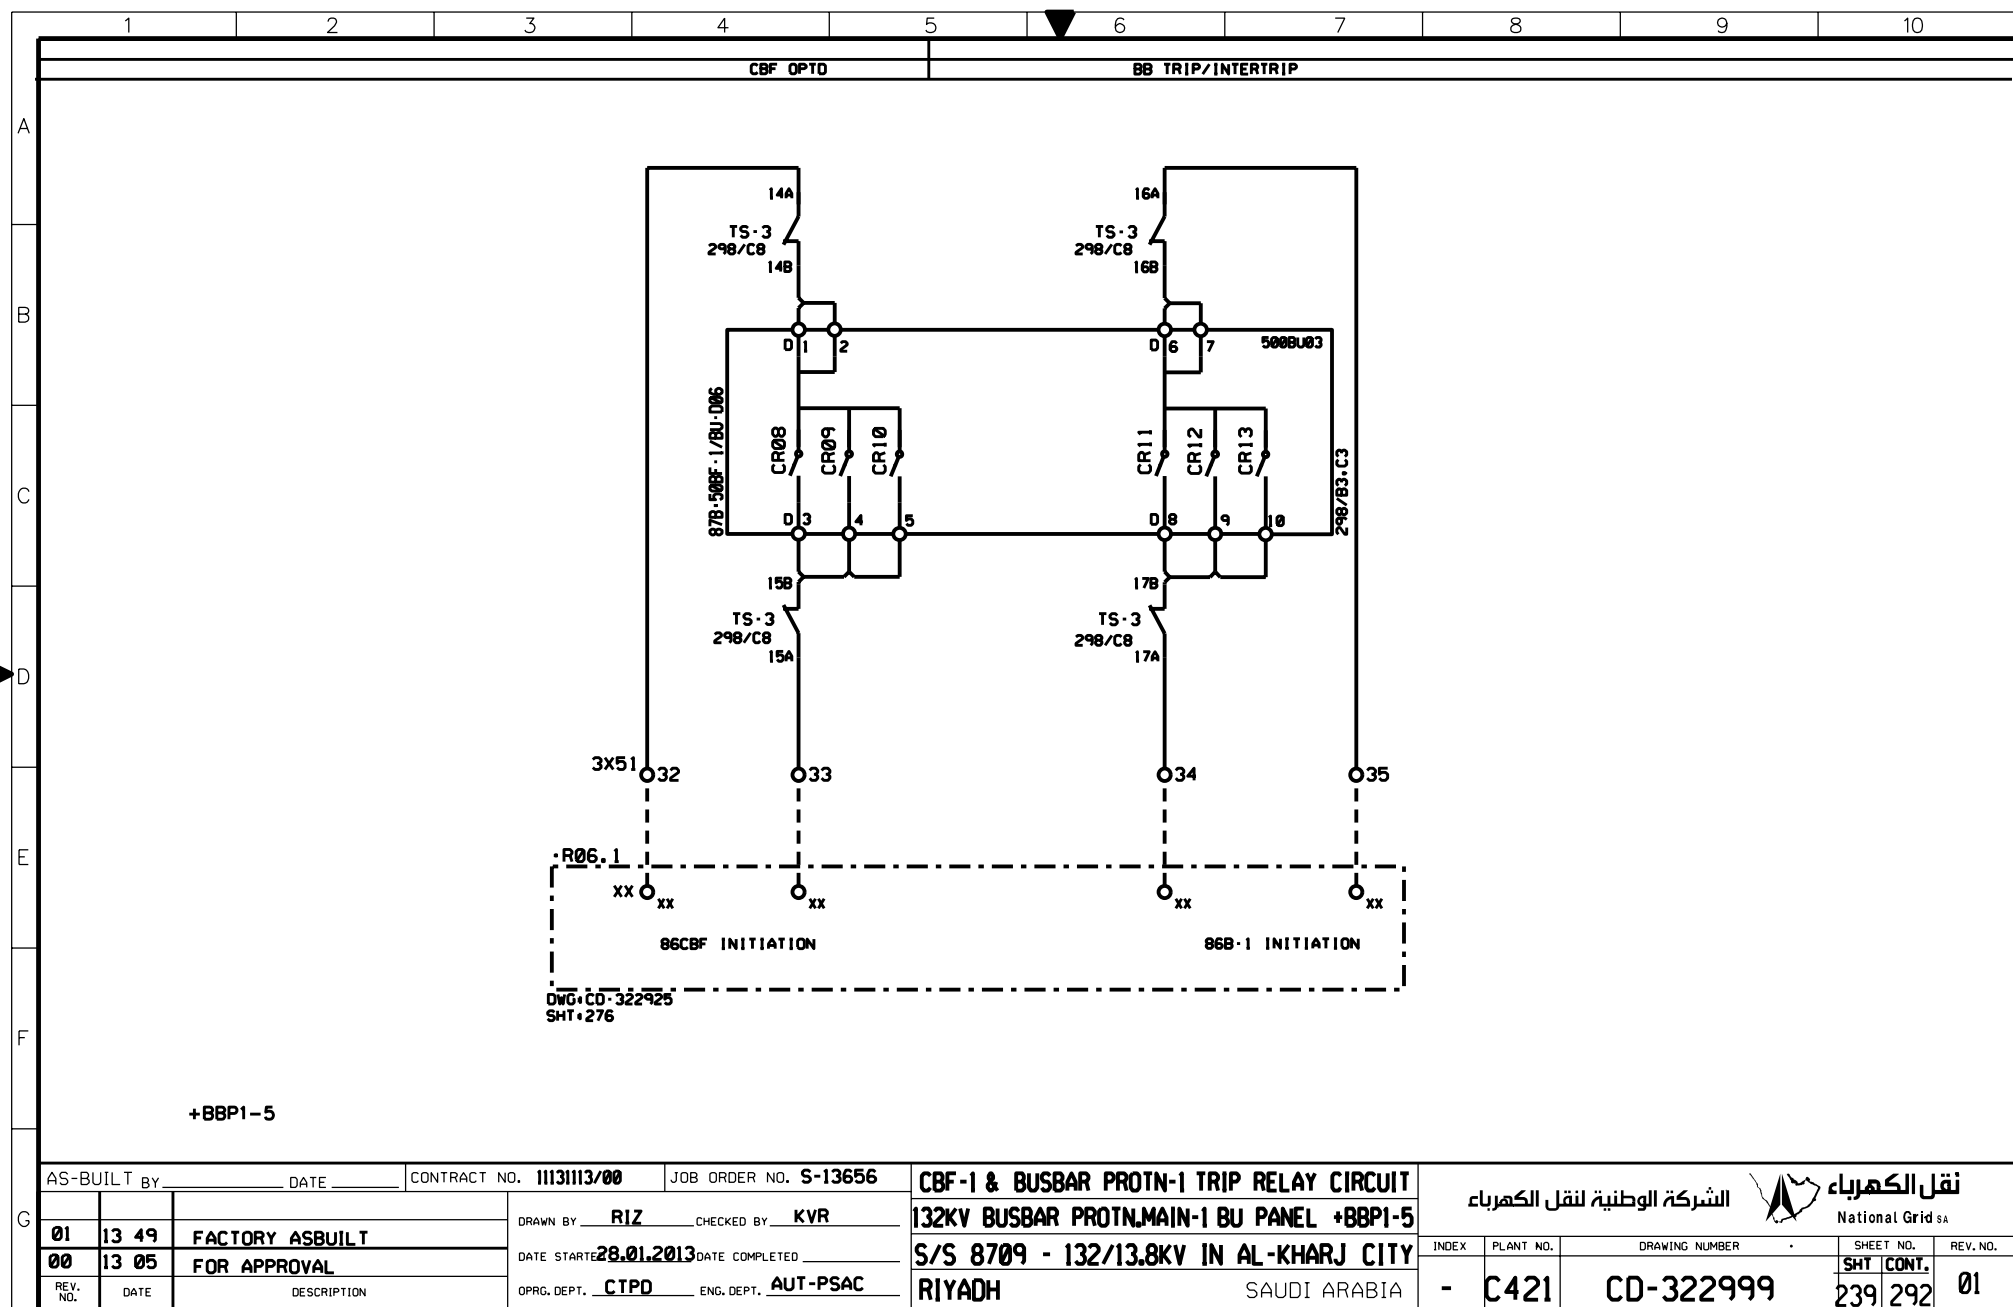 1 2 3 4 5 6 7 8 9 10
CBF OPTD BB TRIP/INTERTRIP
A
B
C
D
E
F
G
14A
TS-3
298/C8
14B
16A
TS-3
298/C8
16B
D 1 2
D 6 7
500BU03
87B-50BF-1/BU-D06
CR08 CR09 CR10
CR11 CR12 CR13
298/B3,C3
D 3 4 5
D 8 9 10
15B
TS-3
298/C8
15A
17B
TS-3
298/C8
17A
3X51 32 33 34 35
-R06.1
XX XX XX XX XX
86CBF INITIATION 86B-1 INITIATION
DWG:CD-322925
SHT:276
+BBP1-5
AS-BUILT BY DATE CONTRACT NO. 11131113/00 JOB ORDER NO. S-13656
01 13 49 FACTORY ASBUILT
00 13 05 FOR APPROVAL
REV. NO. DATE DESCRIPTION
DRAWN BY RIZ CHECKED BY KVR
DATE STARTE 28.01.2013 DATE COMPLETED
OPRG. DEPT. CTPD ENG. DEPT. AUT-PSAC
CBF-1 & BUSBAR PROTN-1 TRIP RELAY CIRCUIT
132KV BUSBAR PROTN.MAIN-1 BU PANEL +BBP1-5
S/S 8709 - 132/13.8KV IN AL-KHARJ CITY
RIYADH SAUDI ARABIA
الشركة الوطنية لنقل الكهرباء
نقل الكهرباء
National Grid SA
INDEX PLANT NO. DRAWING NUMBER SHEET NO. REV. NO.
SHT CONT.
- C421 CD-322999 239 292 01